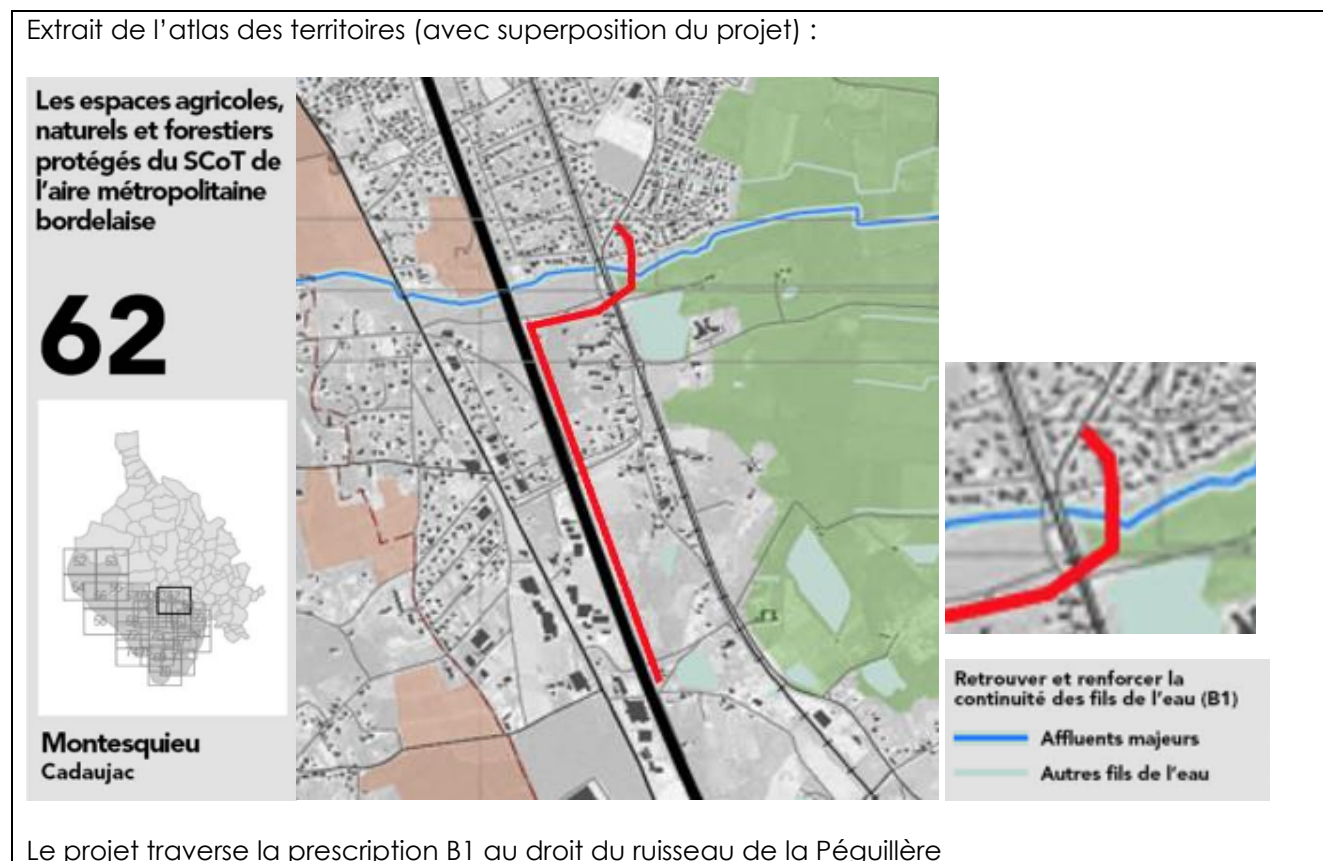 Extrait de l’atlas des territoires (avec superposition du projet) :
Les espaces agricoles,
naturels et forestiers
protégés du SCoT de
l’aire métropolitaine
bordelaise
62
Montesquieu
Cadaujac
Retrouver et renforcer la
continuité des fils de l’eau (B1)
Affluents majeurs
Autres fils de l’eau
Le projet traverse la prescription B1 au droit du ruisseau de la Péguillère